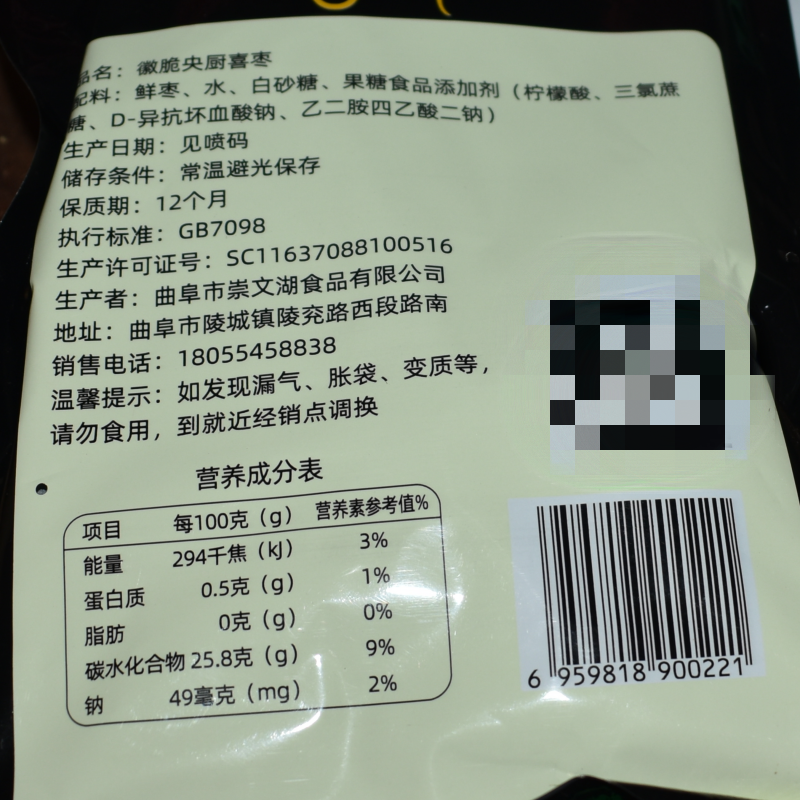 品名：徽脆央厨喜枣
配料：鲜枣、水、白砂糖、果糖食品添加剂（柠檬酸、三氯蔗
糖、D-异抗坏血酸钠、乙二胺四乙酸二钠）
生产日期：见喷码
储存条件：常温避光保存
保质期：12个月
执行标准：GB7098
生产许可证号：SC11637088100516
生产者：曲阜市崇文湖食品有限公司
地址：曲阜市陵城镇陵兖路西段路南
销售电话：18055458838
温馨提示：如发现漏气、胀袋、变质等，
请勿食用，到就近经销点调换
营养成分表
项目 每100克（g） 营养素参考值%
能量 294千焦（kJ） 3%
蛋白质 0.5克（g） 1%
脂肪 0克（g） 0%
碳水化合物 25.8克（g） 9%
钠 49毫克（mg） 2%
6 959818 900221